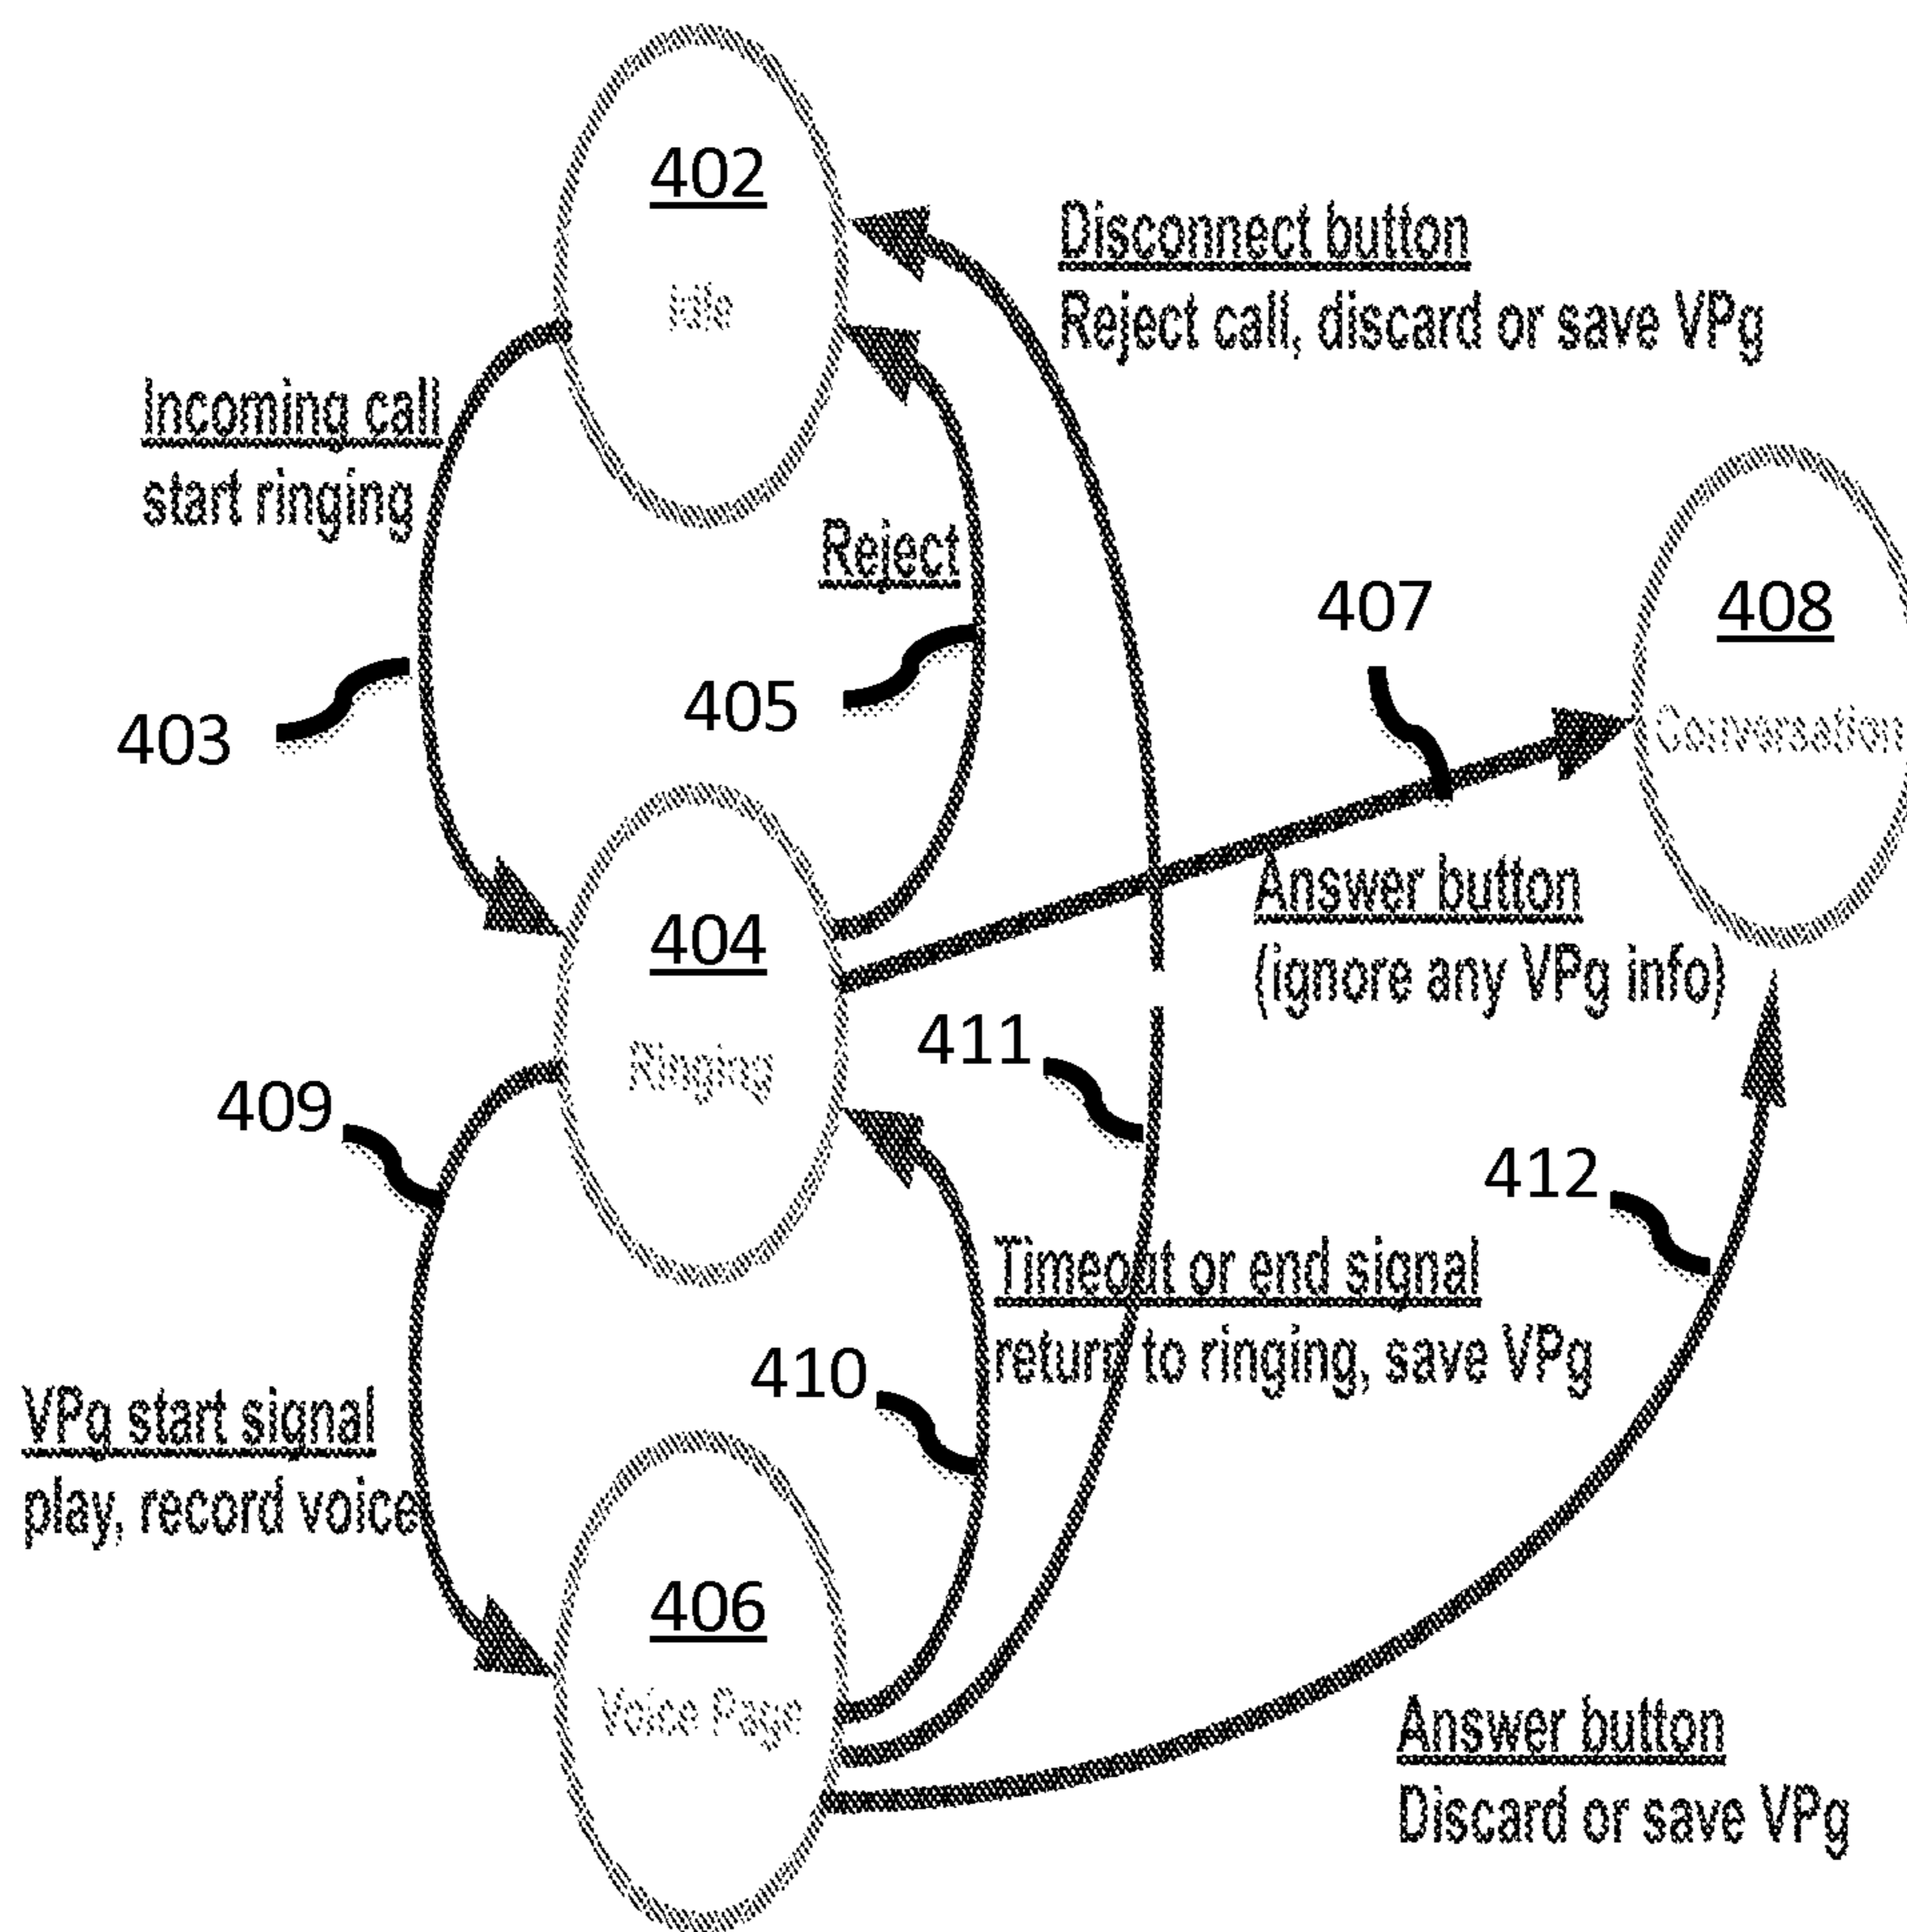 402
Idle
Disconnect button
Reject call, discard or save VPg
Incoming call
start ringing
Reject
405
403
407
408
Conversation
Answer button
(ignore any VPg info)
404
Ringing
411
409
412
Timeout or end signal
return to ringing, save VPg
410
VPg start signal
play, record voice
406
Voice Page
Answer button
Discard or save VPg